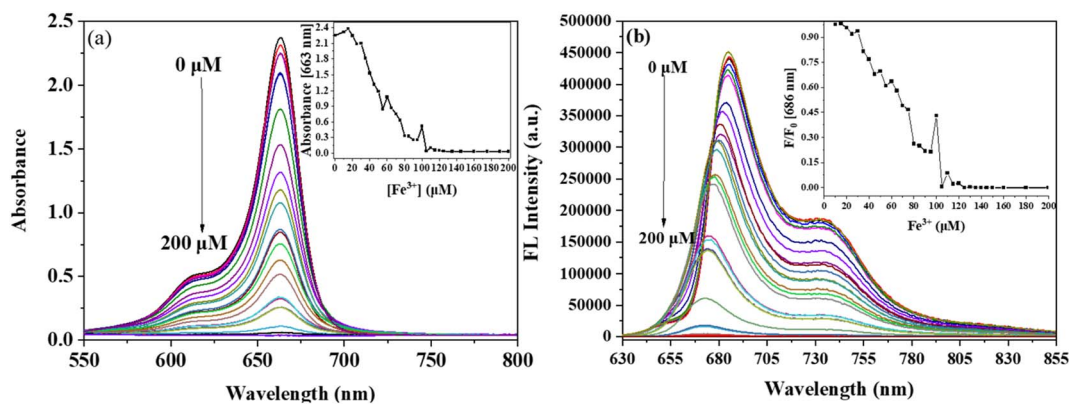 (a)
2.5
2.0
1.5
1.0
0.5
0.0
Absorbance
0 μM
200 μM
550 600 650 700 750 800
Wavelength (nm)
Absorbance [663 nm]
2.4
2.1
1.8
1.5
1.2
0.9
0.6
0.3
0.0
0 20 40 60 80 100 120 140 160 180 200
[Fe³⁺] (μM)
(b)
500000
450000
400000
350000
300000
250000
200000
150000
100000
50000
0
FL Intensity (a.u.)
0 μM
200 μM
630 655 680 705 730 755 780 805 830 855
Wavelength (nm)
F/F₀ [686 nm]
0.90
0.75
0.60
0.45
0.30
0.15
0.00
0 20 40 60 80 100 120 140 160 180 200
Fe³⁺ (μM)